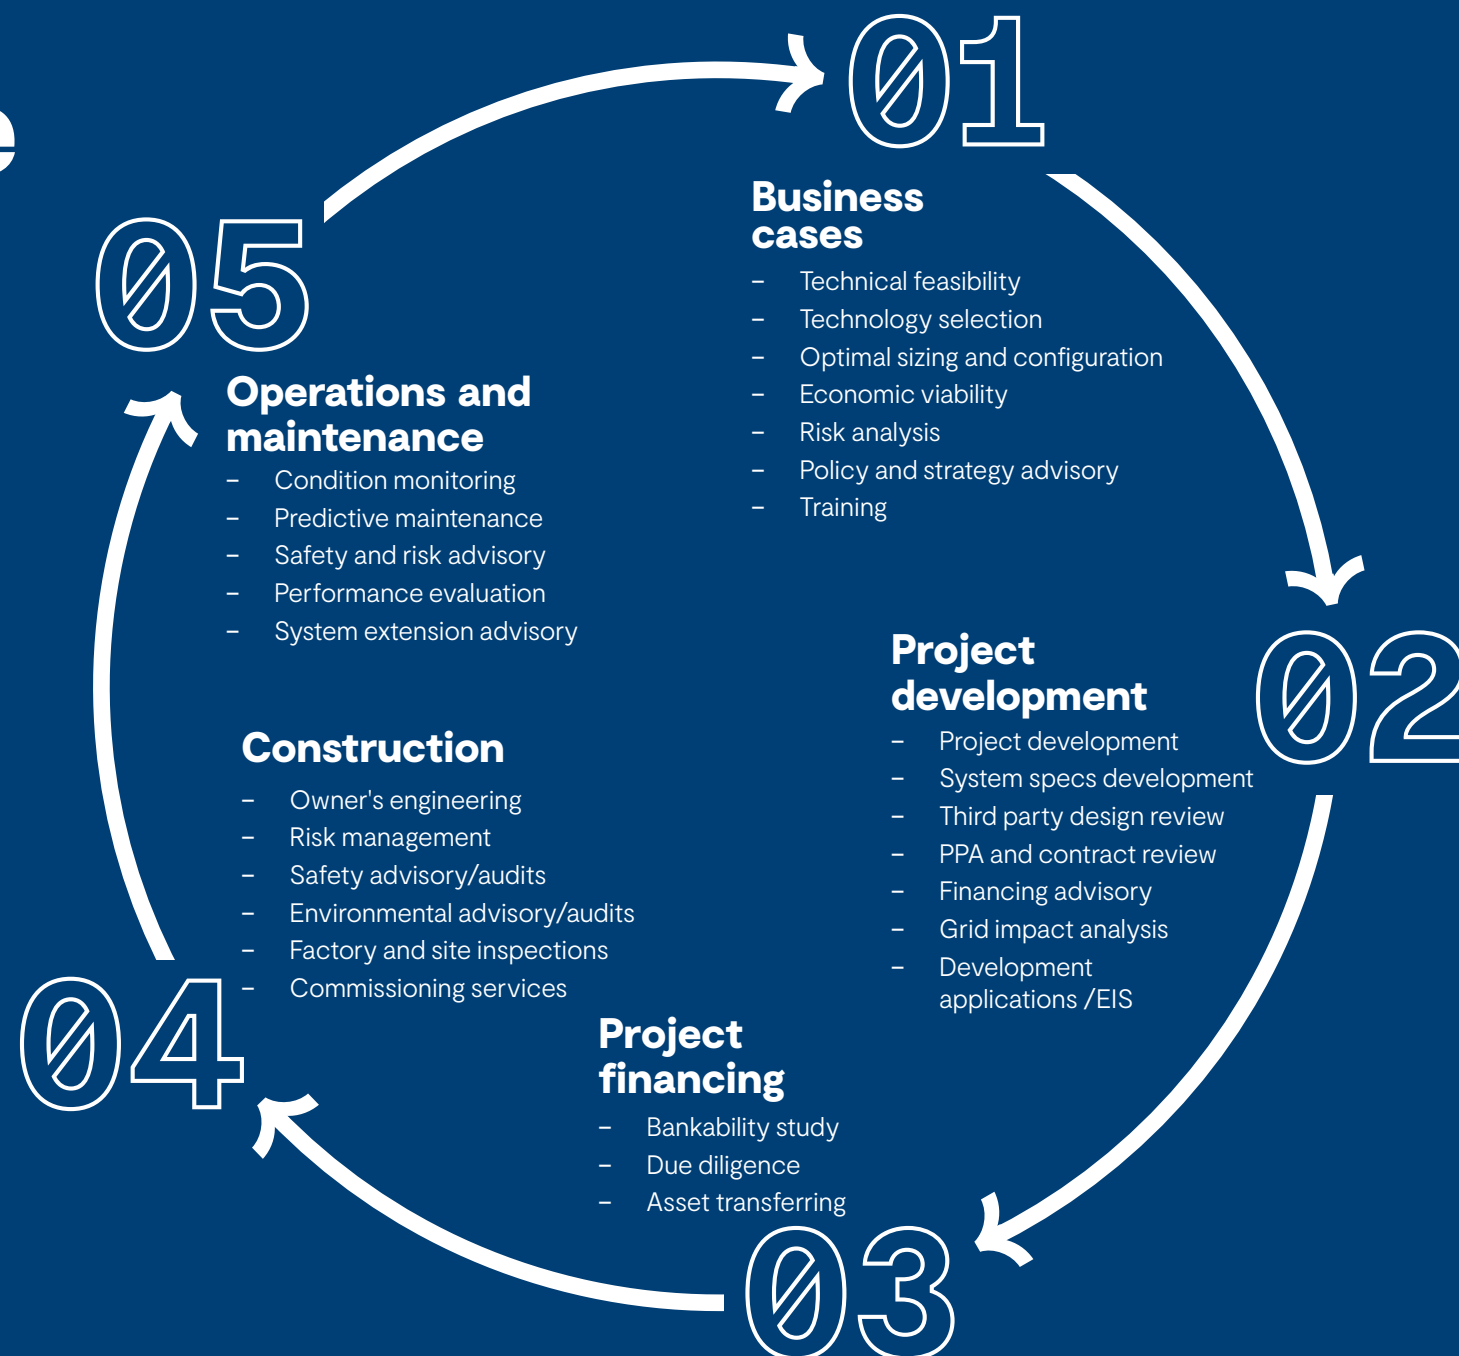 e
01
Business
cases
– Technical feasibility
– Technology selection
– Optimal sizing and configuration
– Economic viability
– Risk analysis
– Policy and strategy advisory
– Training
02
Project
development
– Project development
– System specs development
– Third party design review
– PPA and contract review
– Financing advisory
– Grid impact analysis
– Development
applications /EIS
03
Project
financing
– Bankability study
– Due diligence
– Asset transferring
04
Construction
– Owner's engineering
– Risk management
– Safety advisory/audits
– Environmental advisory/audits
– Factory and site inspections
– Commissioning services
05
Operations and
maintenance
– Condition monitoring
– Predictive maintenance
– Safety and risk advisory
– Performance evaluation
– System extension advisory